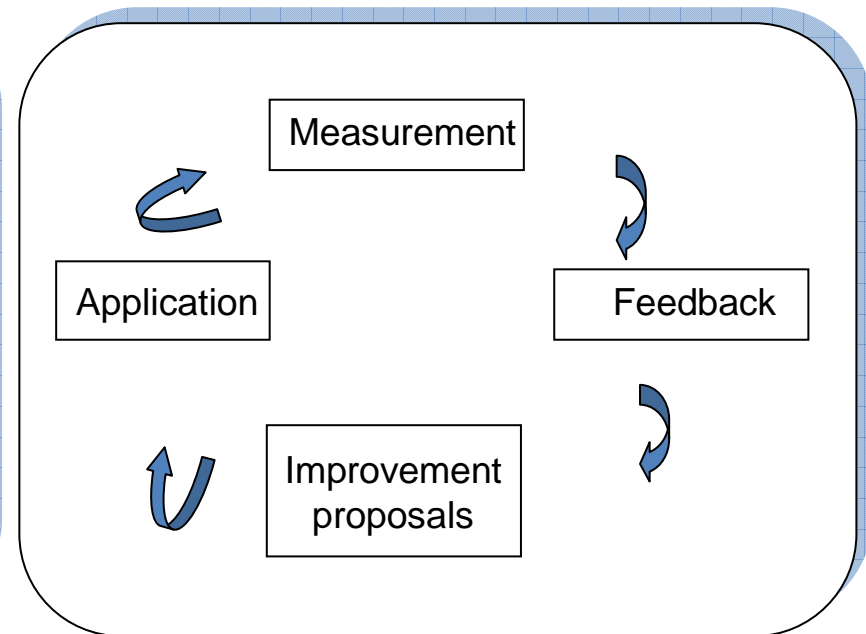 Measurement
Application
Feedback
Improvement
proposals